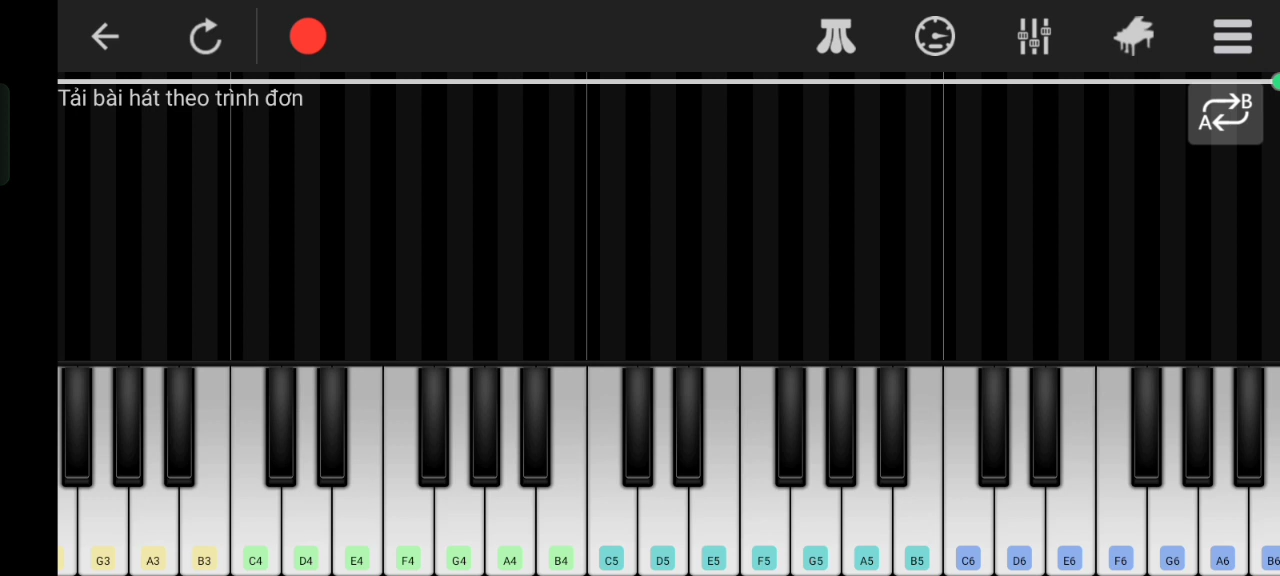 Tải bài hát theo trình đơn
A B
G3 A3 B3 C4 D4 E4 F4 G4 A4 B4 C5 D5 E5 F5 G5 A5 B5 C6 D6 E6 F6 G6 A6 B6